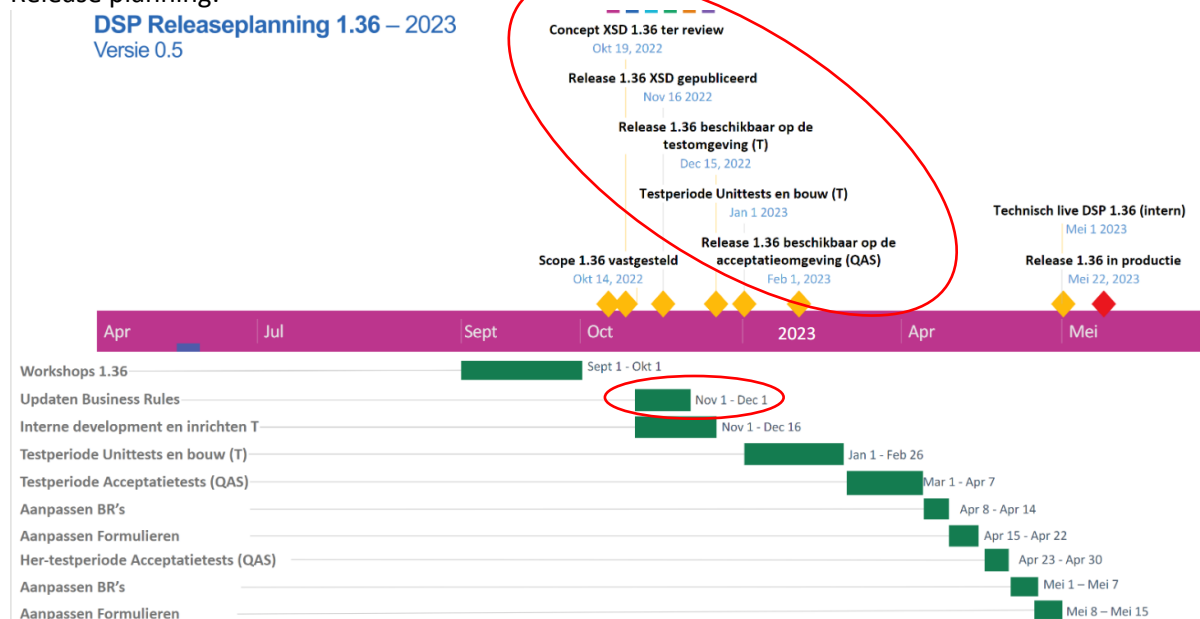 Release planning:
DSP Releaseplanning 1.36 – 2023
Versie 0.5
Concept XSD 1.36 ter review
Okt 19, 2022
Release 1.36 XSD gepubliceerd
Nov 16 2022
Release 1.36 beschikbaar op de
testomgeving (T)
Dec 15, 2022
Testperiode Unittests en bouw (T)
Jan 1 2023
Release 1.36 beschikbaar op de
acceptatieomgeving (QAS)
Feb 1, 2023
Scope 1.36 vastgesteld
Okt 14, 2022
Technisch live DSP 1.36 (intern)
Mei 1 2023
Release 1.36 in productie
Mei 22, 2023
Apr Jul Sept Oct 2023 Apr Mei
Workshops 1.36 Sept 1 - Okt 1
Updaten Business Rules Nov 1 - Dec 1
Interne development en inrichten T Nov 1 - Dec 16
Testperiode Unittests en bouw (T) Jan 1 - Feb 26
Testperiode Acceptatietests (QAS) Mar 1 - Apr 7
Aanpassen BR's Apr 8 - Apr 14
Aanpassen Formulieren Apr 15 - Apr 22
Her-testperiode Acceptatietests (QAS) Apr 23 - Apr 30
Aanpassen BR's Mei 1 – Mei 7
Aanpassen Formulieren Mei 8 – Mei 15